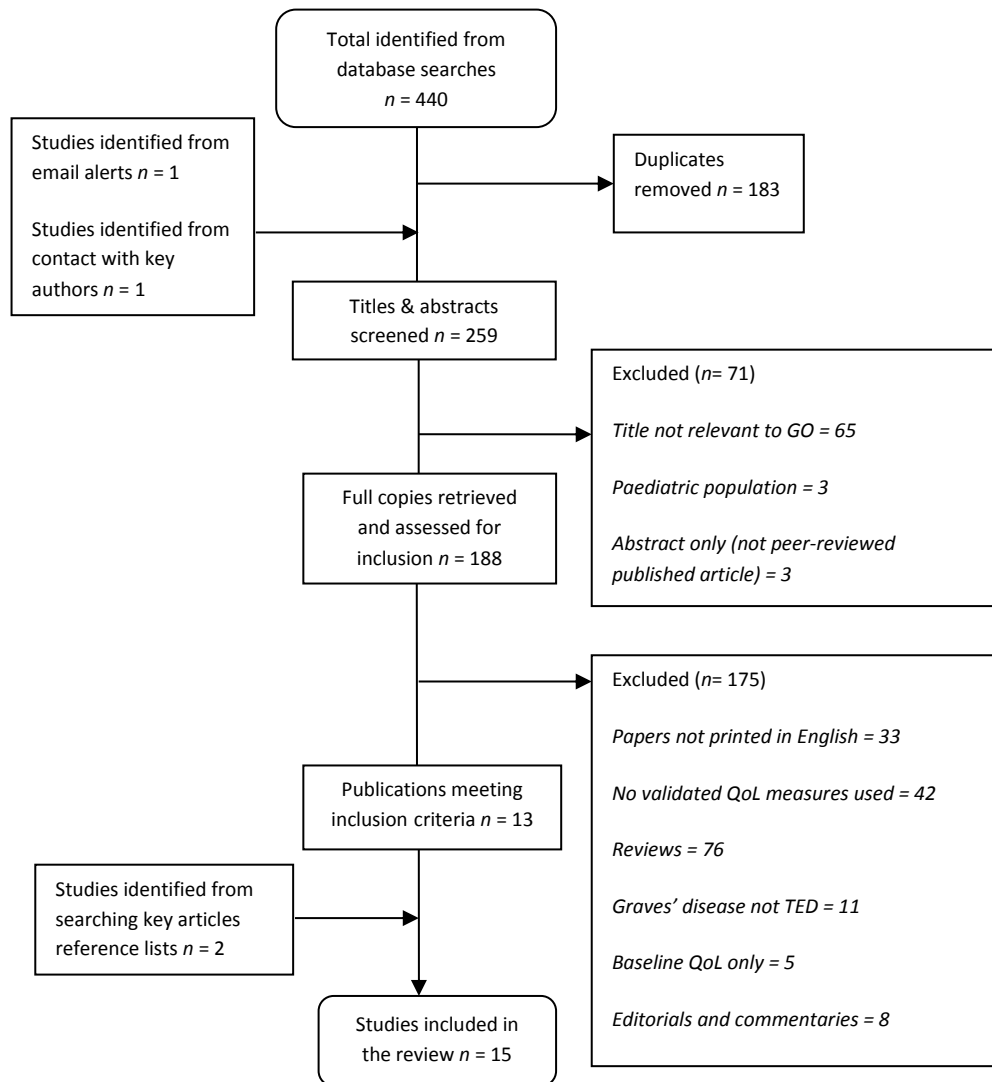 Total identified from
database searches
n = 440
Studies identified from
email alerts n = 1
Studies identified from
contact with key
authors n = 1
Duplicates
removed n = 183
Titles & abstracts
screened n = 259
Excluded (n= 71)
Title not relevant to GO = 65
Paediatric population = 3
Abstract only (not peer-reviewed
published article) = 3
Full copies retrieved
and assessed for
inclusion n = 188
Excluded (n= 175)
Papers not printed in English = 33
No validated QoL measures used = 42
Reviews = 76
Graves’ disease not TED = 11
Baseline QoL only = 5
Editorials and commentaries = 8
Publications meeting
inclusion criteria n = 13
Studies identified from
searching key articles
reference lists n = 2
Studies included in
the review n = 15